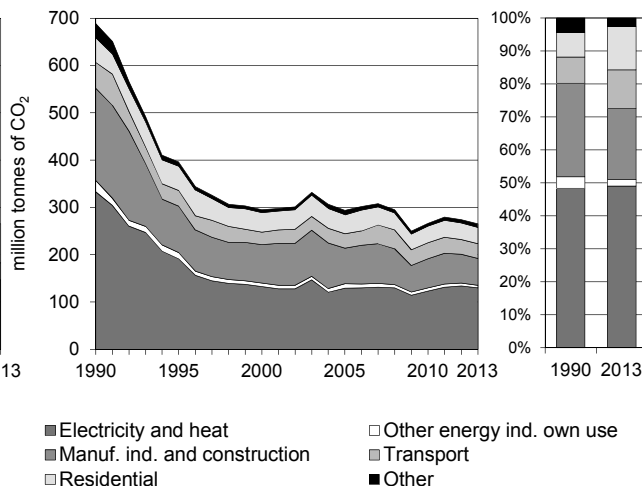 million tonnes of CO₂
700
600
500
400
300
200
100
0
13
1990 1995 2000 2005 2010 2013
100%
90%
80%
70%
60%
50%
40%
30%
20%
10%
0%
1990 2013
Electricity and heat
Other energy ind. own use
Manuf. ind. and construction
Transport
Residential
Other